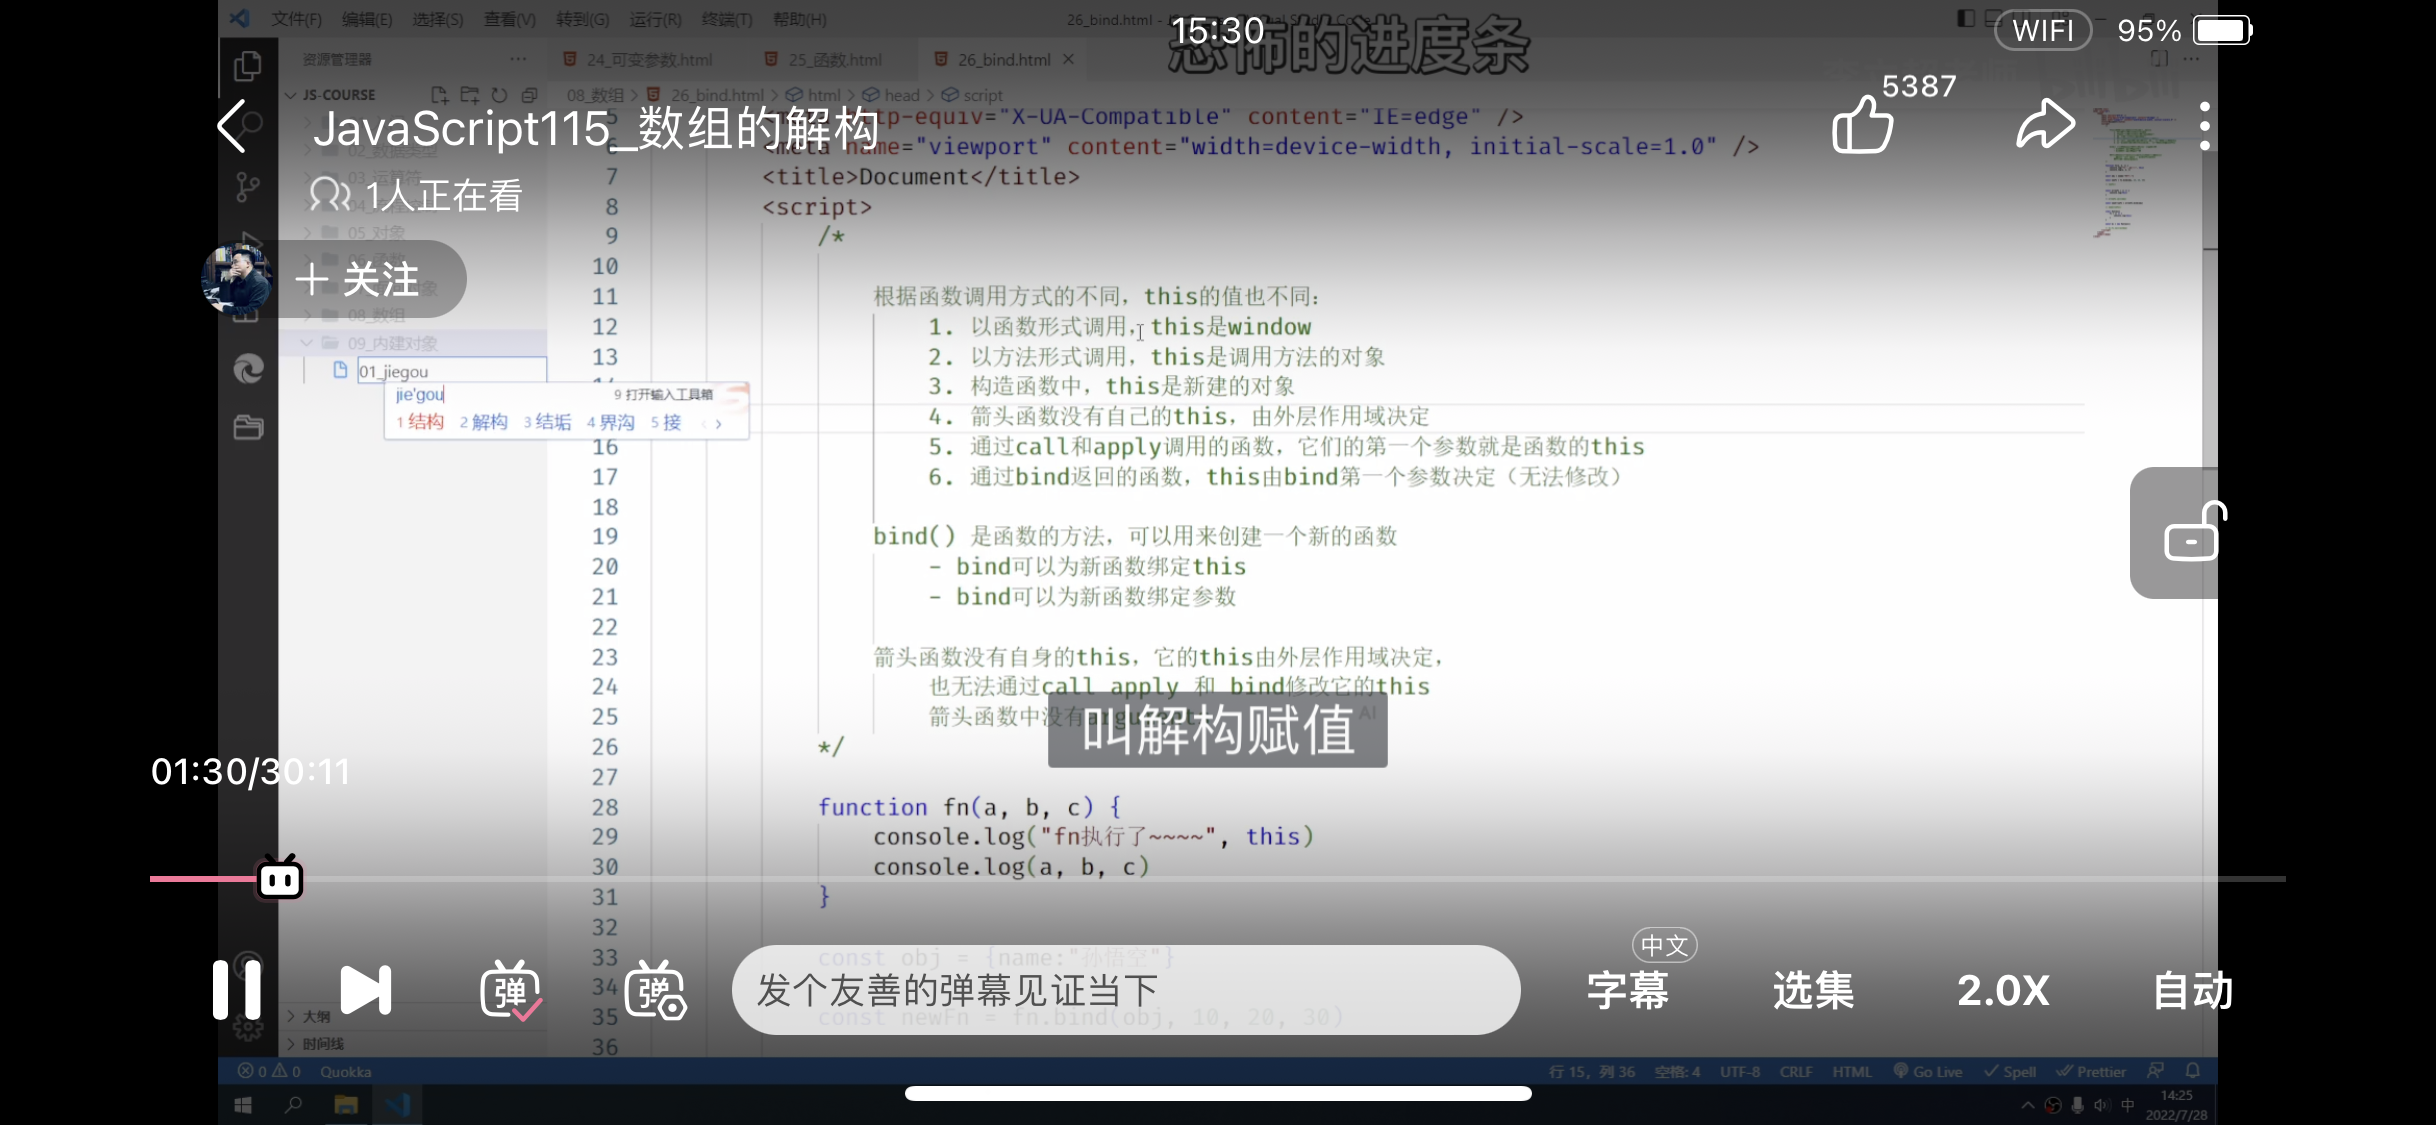 文件(F) 编辑(E) 选择(S) 查看(V) 转到(G) 运行(R) 终端(T) 帮助(H)
26_bind.html -
恐怖的进度条
15:30
WIFI
95%
资源管理器
24_可变参数.html
25_函数.html
26_bind.html
JS-COURSE
08_数组 > 26_bind.html > html > head > script
5387
JavaScript115_数组的解构
1人正在看
03_运算符
05_对象
+ 关注
08_数组
09_内建对象
01_jiegou
jie'gou
9 打开输入工具箱
1 结构 2 解构 3 结垢 4 界沟 5 接
6 <meta name="viewport" content="width=device-width, initial-scale=1.0" />
7 <title>Document</title>
8 <script>
9 /*
10
11 根据函数调用方式的不同，this的值也不同：
12 1. 以函数形式调用，this是window
13 2. 以方法形式调用，this是调用方法的对象
3. 构造函数中，this是新建的对象
4. 箭头函数没有自己的this，由外层作用域决定
16 5. 通过call和apply调用的函数，它们的第一个参数就是函数的this
17 6. 通过bind返回的函数，this由bind第一个参数决定（无法修改）
18
19 bind() 是函数的方法，可以用来创建一个新的函数
20 - bind可以为新函数绑定this
21 - bind可以为新函数绑定参数
22
23 箭头函数没有自身的this，它的this由外层作用域决定，
24 也无法通过call apply 和 bind修改它的this
25 箭头函数中没有
叫解构赋值
26 */
27
28 function fn(a, b, c) {
29 console.log("fn执行了~~~~", this)
30 console.log(a, b, c)
31 }
32
33 const obj = {name:"孙悟空"}
34
35 const newFn = fn.bind(obj, 10, 20, 30)
36
01:30/30:11
弹
弹
发个友善的弹幕见证当下
中文
字幕
选集
2.0X
自动
大纲
时间线
0 0 Quokka
行 15，列 36 空格: 4 UTF-8 CRLF HTML Go Live Spell Prettier
中
14:25
2022/7/28